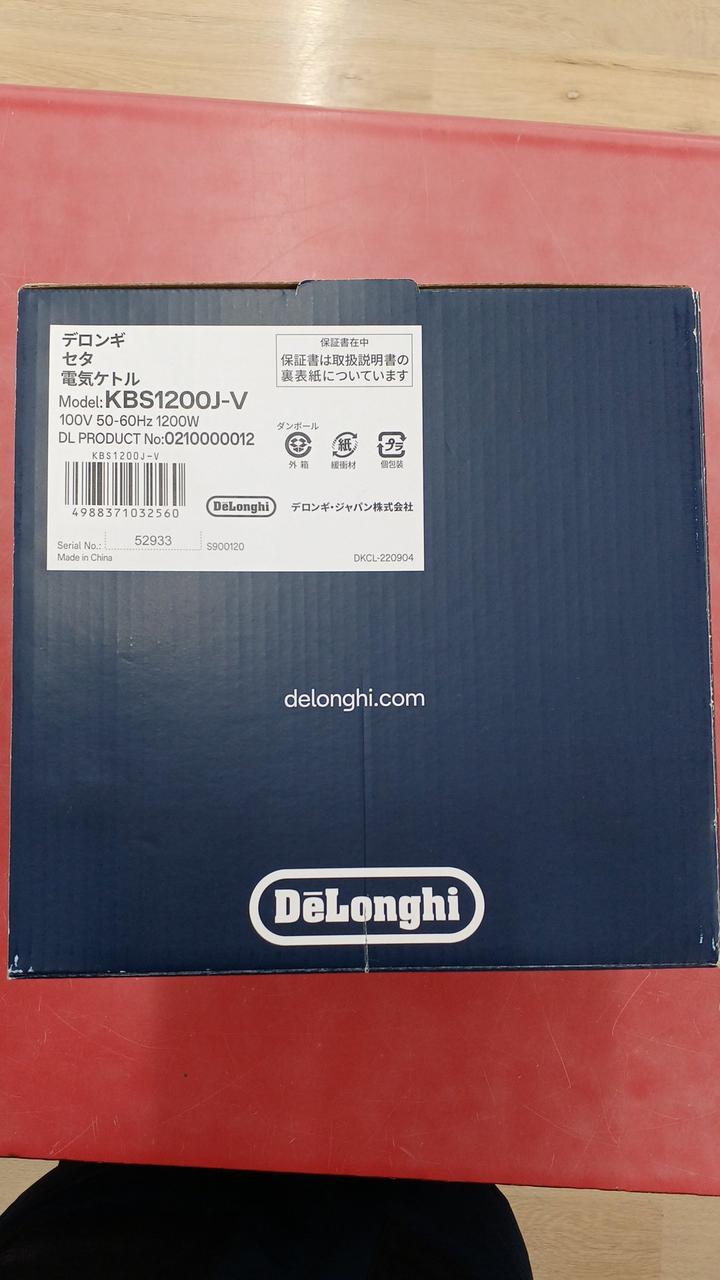 デロンギ
セタ
電気ケトル
Model:KBS1200J-V
100V 50-60Hz 1200W
DL PRODUCT No:0210000012
KBS1200J-V
4988371032560
Serial No.: 52933 S900120
Made in China
保証書在中
保証書は取扱説明書の
裏表紙についています
ダンボール
外箱
紙
緩衝材
プラ
個包装
DēLonghi
デロンギ・ジャパン株式会社
DKCL-220904
delonghi.com
DēLonghi